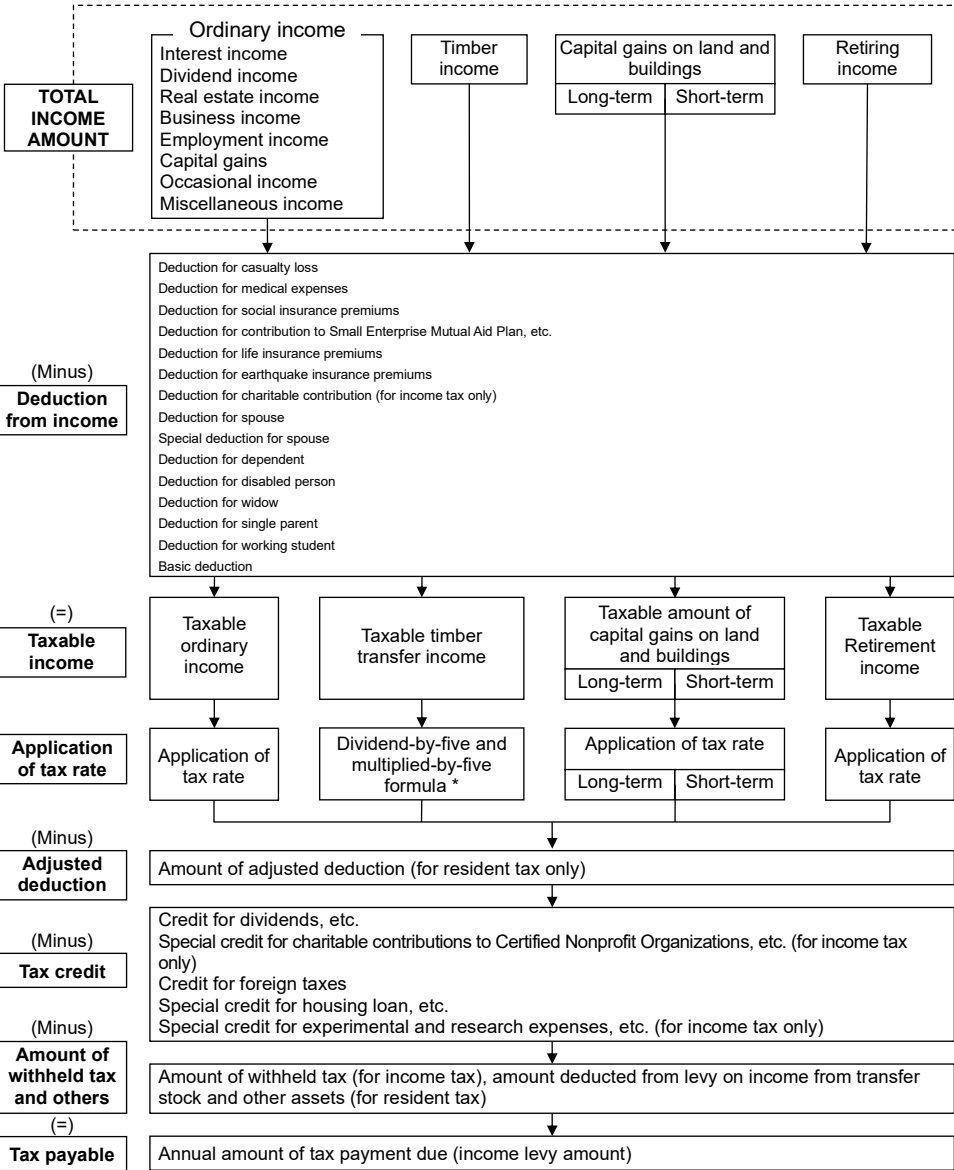 Ordinary income
Interest income
Dividend income
Real estate income
Business income
Employment income
Capital gains
Occasional income
Miscellaneous income
Timber
income
Capital gains on land and
buildings
Long-term
Short-term
Retiring
income
TOTAL
INCOME
AMOUNT
Deduction for casualty loss
Deduction for medical expenses
Deduction for social insurance premiums
Deduction for contribution to Small Enterprise Mutual Aid Plan, etc.
Deduction for life insurance premiums
Deduction for earthquake insurance premiums
Deduction for charitable contribution (for income tax only)
Deduction for spouse
Special deduction for spouse
Deduction for dependent
Deduction for disabled person
Deduction for widow
Deduction for single parent
Deduction for working student
Basic deduction
(Minus)
Deduction
from income
(=)
Taxable
income
Taxable
ordinary
income
Taxable timber
transfer income
Taxable amount of
capital gains on land
and buildings
Long-term
Short-term
Taxable
Retirement
income
Application
of tax rate
Application of
tax rate
Dividend-by-five and
multiplied-by-five
formula *
Application of tax rate
Long-term
Short-term
Application of
tax rate
(Minus)
Adjusted
deduction
Amount of adjusted deduction (for resident tax only)
(Minus)
Tax credit
Credit for dividends, etc.
Special credit for charitable contributions to Certified Nonprofit Organizations, etc. (for income tax
only)
Credit for foreign taxes
Special credit for housing loan, etc.
Special credit for experimental and research expenses, etc. (for income tax only)
(Minus)
Amount of
withheld tax
and others
Amount of withheld tax (for income tax), amount deducted from levy on income from transfer
stock and other assets (for resident tax)
(=)
Tax payable
Annual amount of tax payment due (income levy amount)